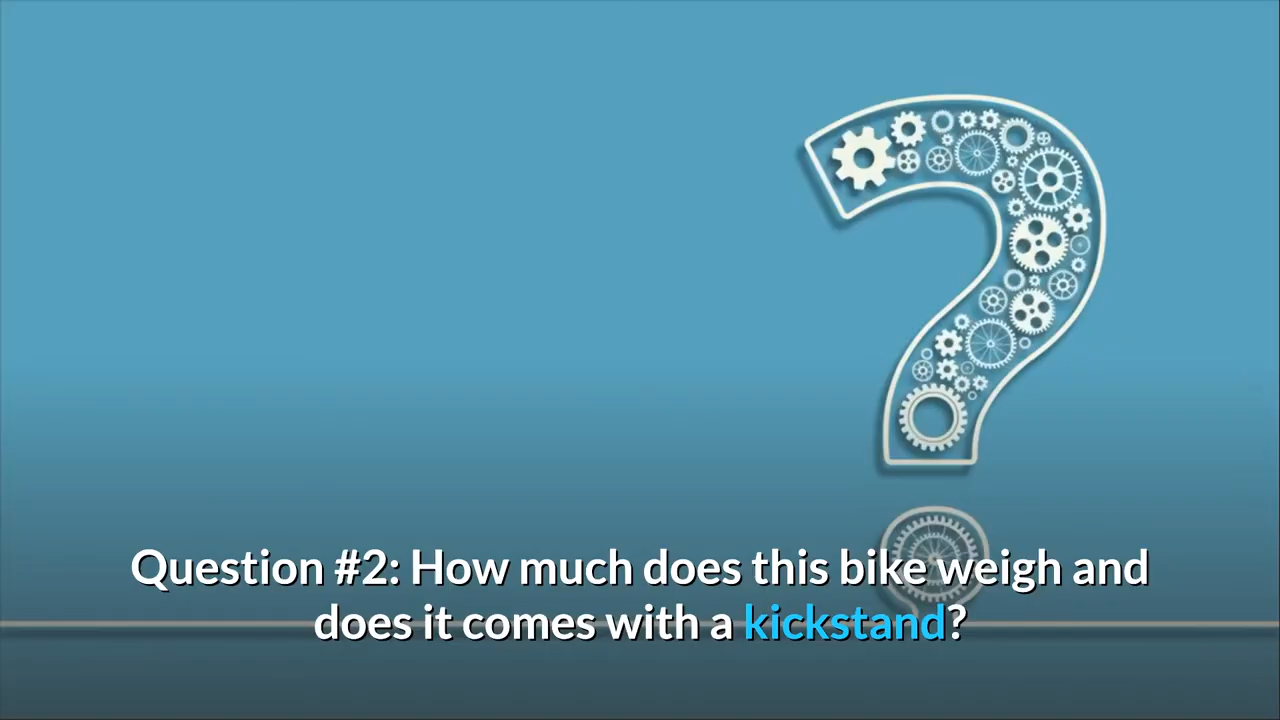 Question #2: How much does this bike weigh and
does it comes with a kickstand?